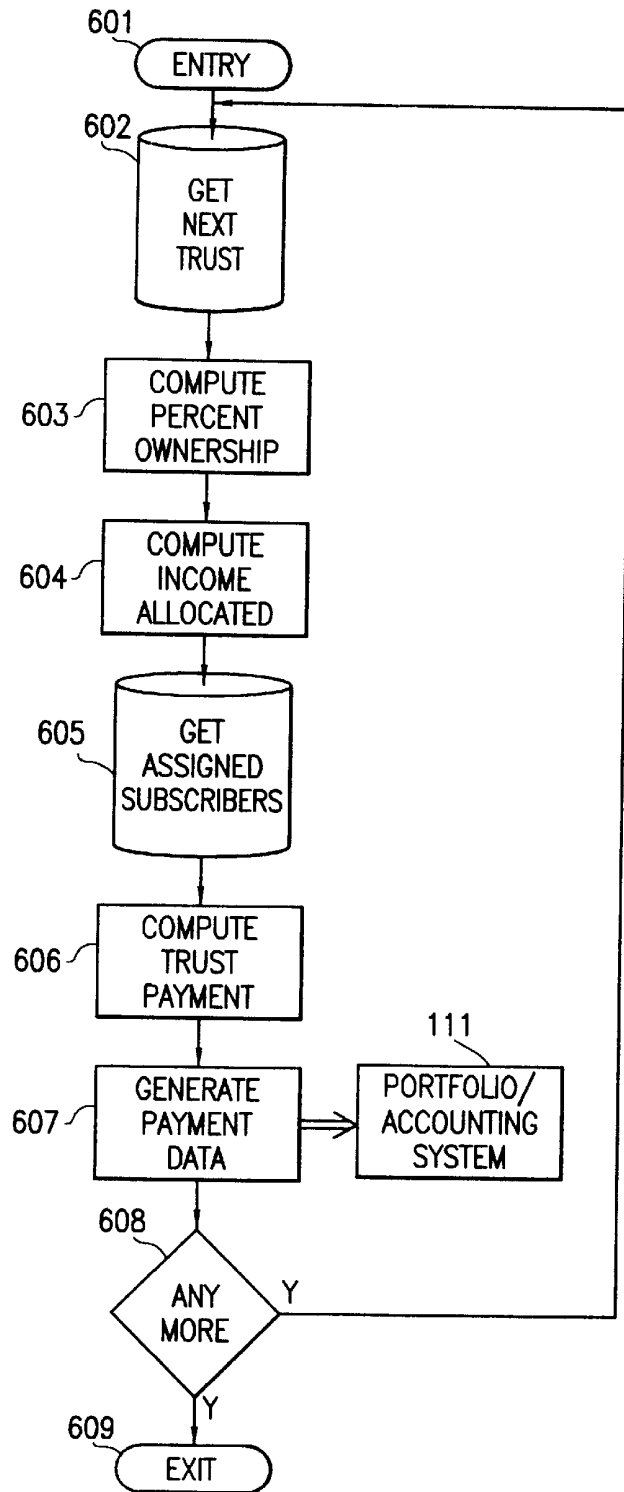 601
ENTRY
602
GET
NEXT
TRUST
603
COMPUTE
PERCENT
OWNERSHIP
604
COMPUTE
INCOME
ALLOCATED
605
GET
ASSIGNED
SUBSCRIBERS
606
COMPUTE
TRUST
PAYMENT
607
GENERATE
PAYMENT
DATA
111
PORTFOLIO/
ACCOUNTING
SYSTEM
608
ANY
MORE
Y
Y
609
EXIT